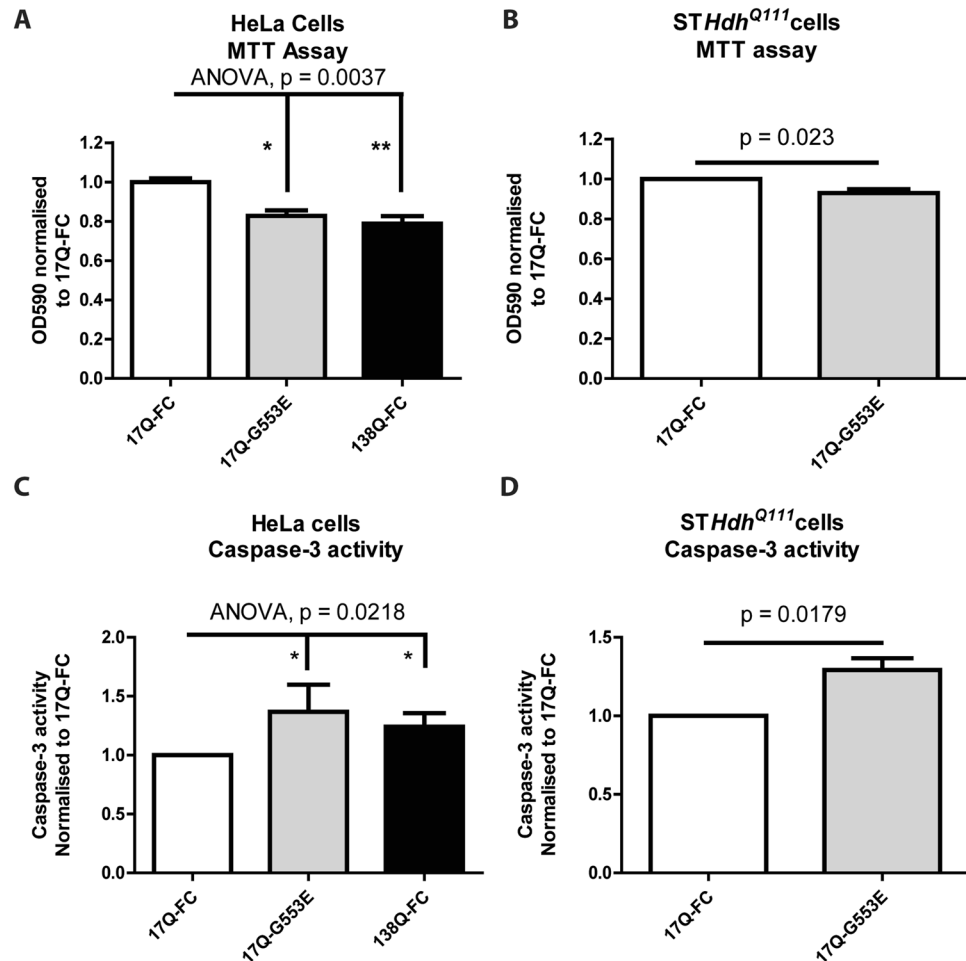 A
HeLa Cells
MTT Assay
ANOVA, p = 0.0037
* **
OD590 normalised
to 17Q-FC
1.2
1.0
0.8
0.6
0.4
0.2
0.0
17Q-FC 17Q-G553E 138Q-FC
B
STHdhQ111cells
MTT assay
p = 0.023
OD590 normalised
to 17Q-FC
1.2
1.0
0.8
0.6
0.4
0.2
0.0
17Q-FC 17Q-G553E
C
HeLa cells
Caspase-3 activity
ANOVA, p = 0.0218
* *
Caspase-3 activity
Normalised to 17Q-FC
2.0
1.5
1.0
0.5
0.0
17Q-FC 17Q-G553E 138Q-FC
D
STHdhQ111cells
Caspase-3 activity
p = 0.0179
Caspase-3 activity
Normalised to 17Q-FC
1.5
1.0
0.5
0.0
17Q-FC 17Q-G553E